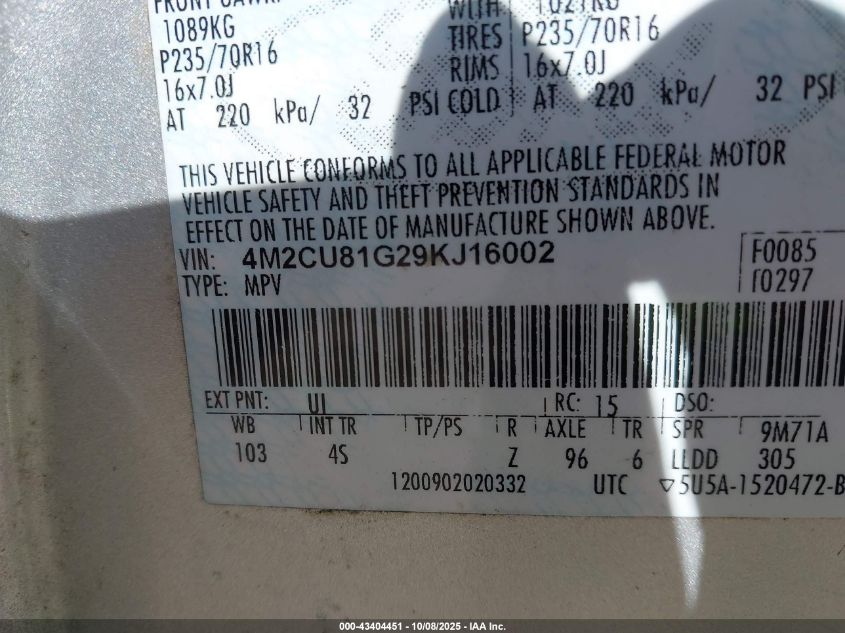 1089KG
P235/70R16
16x7.0J
AT 220 kPa/ 32 PSI COLD
WITH 1021KG
TIRES P235/70R16
RIMS 16x7.0J
AT 220 kPa/ 32 PSI
THIS VEHICLE CONFORMS TO ALL APPLICABLE FEDERAL MOTOR
VEHICLE SAFETY AND THEFT PREVENTION STANDARDS IN
EFFECT ON THE DATE OF MANUFACTURE SHOWN ABOVE.
VIN: 4M2CU81G29KJ16002
F0085
TYPE: MPV
T0297
EXT PNT: UI RC: 15 DSO:
WB INT TR TP/PS R AXLE TR SPR 9M71A
103 4S Z 96 6 LLDD 305
1200902020332 UTC ▽5U5A-1520472-B
000-43404451 - 10/08/2025 - IAA Inc.